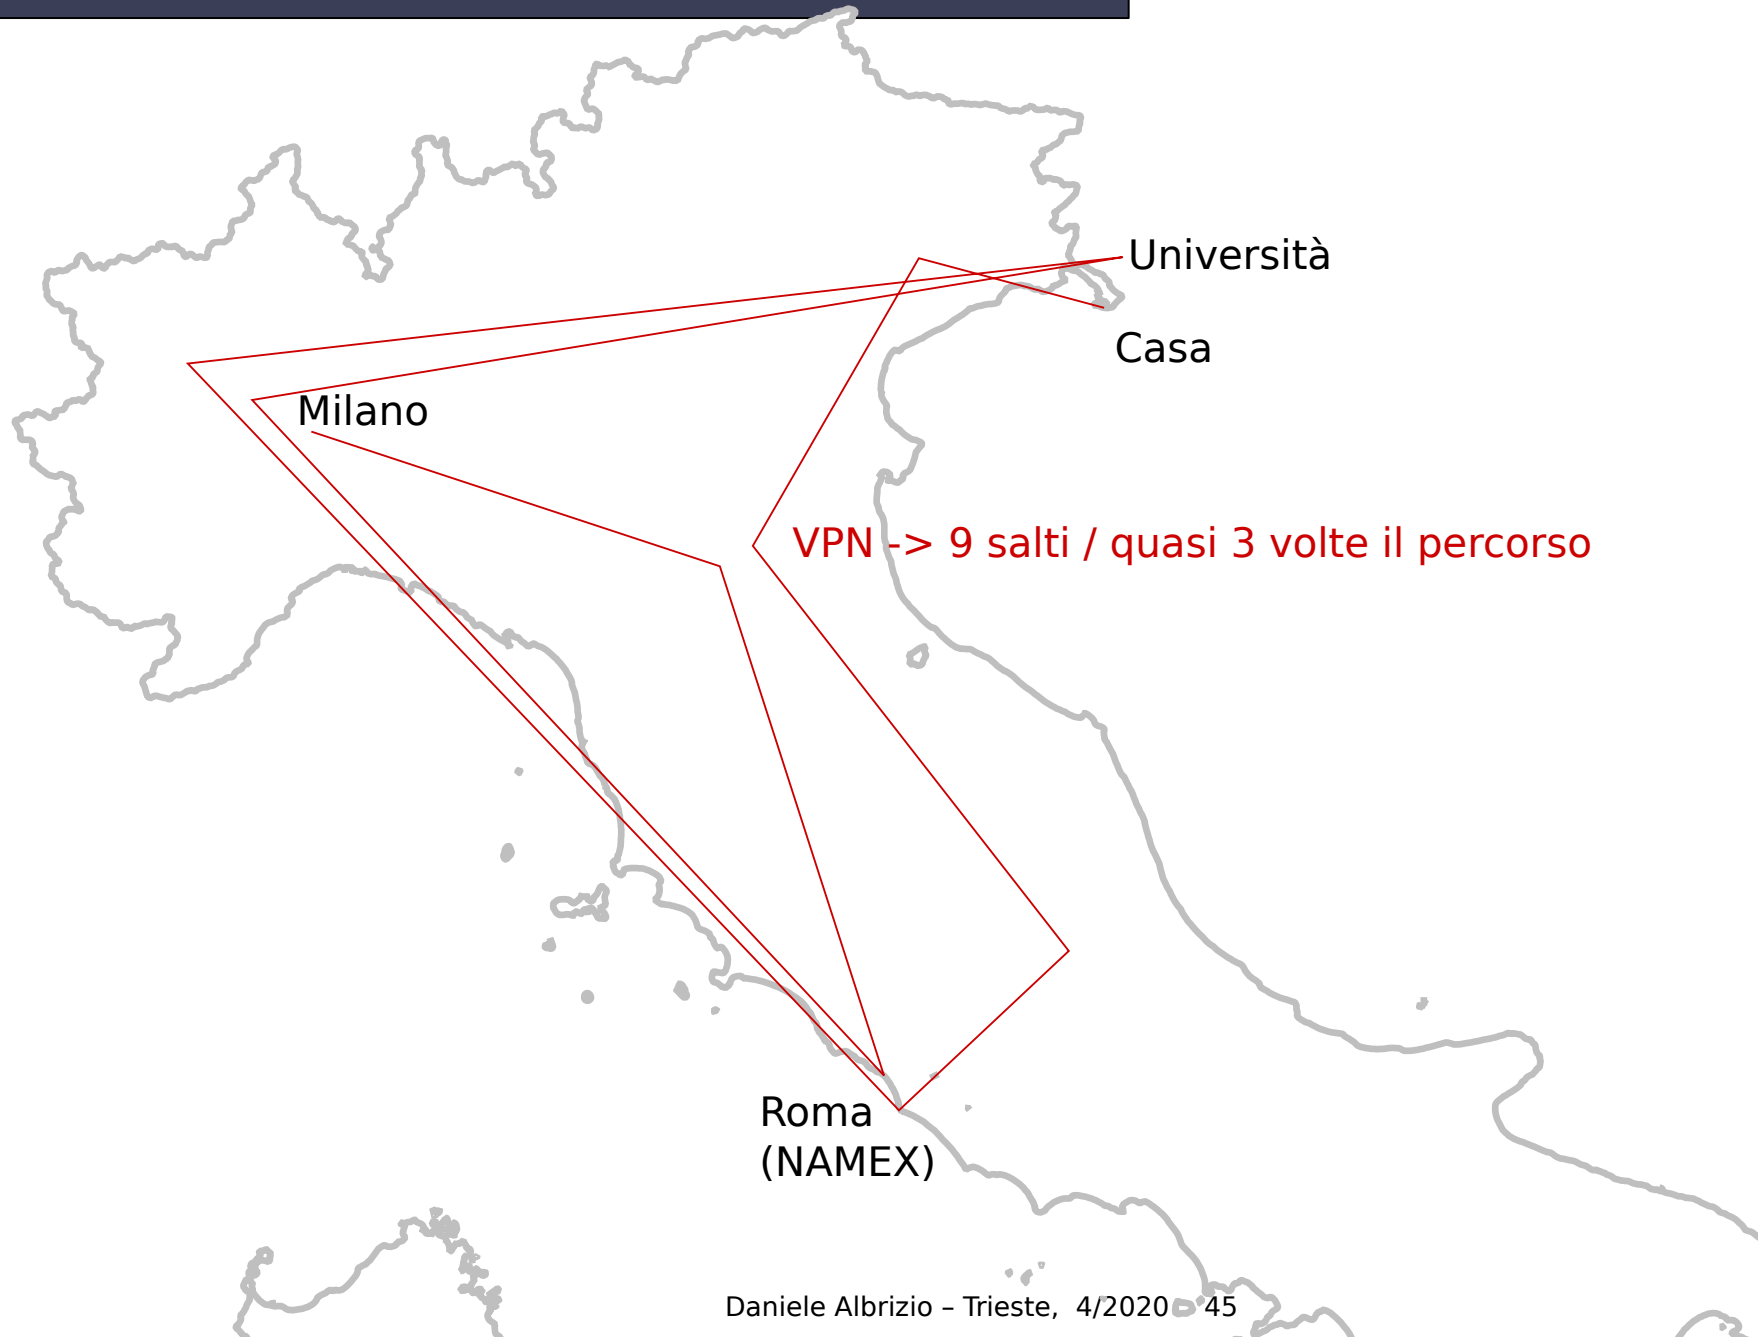 Università
Casa
Milano
VPN -> 9 salti / quasi 3 volte il percorso
Roma
(NAMEX)
Daniele Albrizio – Trieste, 4/2020 45